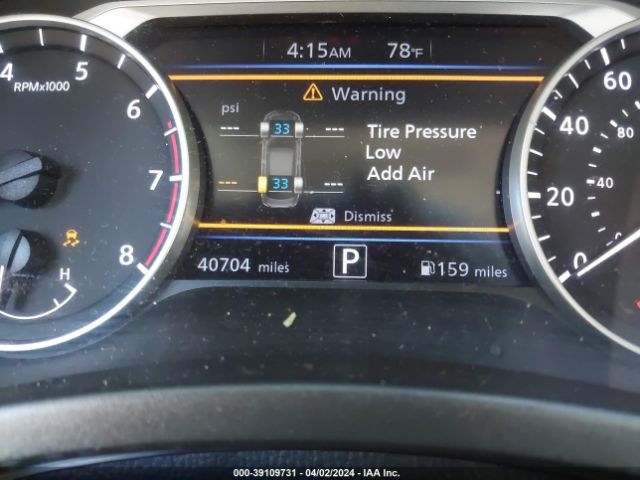 4:15AM 78°F
4 5 6 7 8
RPMx1000
H
Warning
psi
--- 33 ---
--- 33 ---
Tire Pressure
Low
Add Air
Dismiss
40704 miles P 159 miles
60 40 20 0
80 40
000-39109731 - 04/02/2024 - IAA Inc.